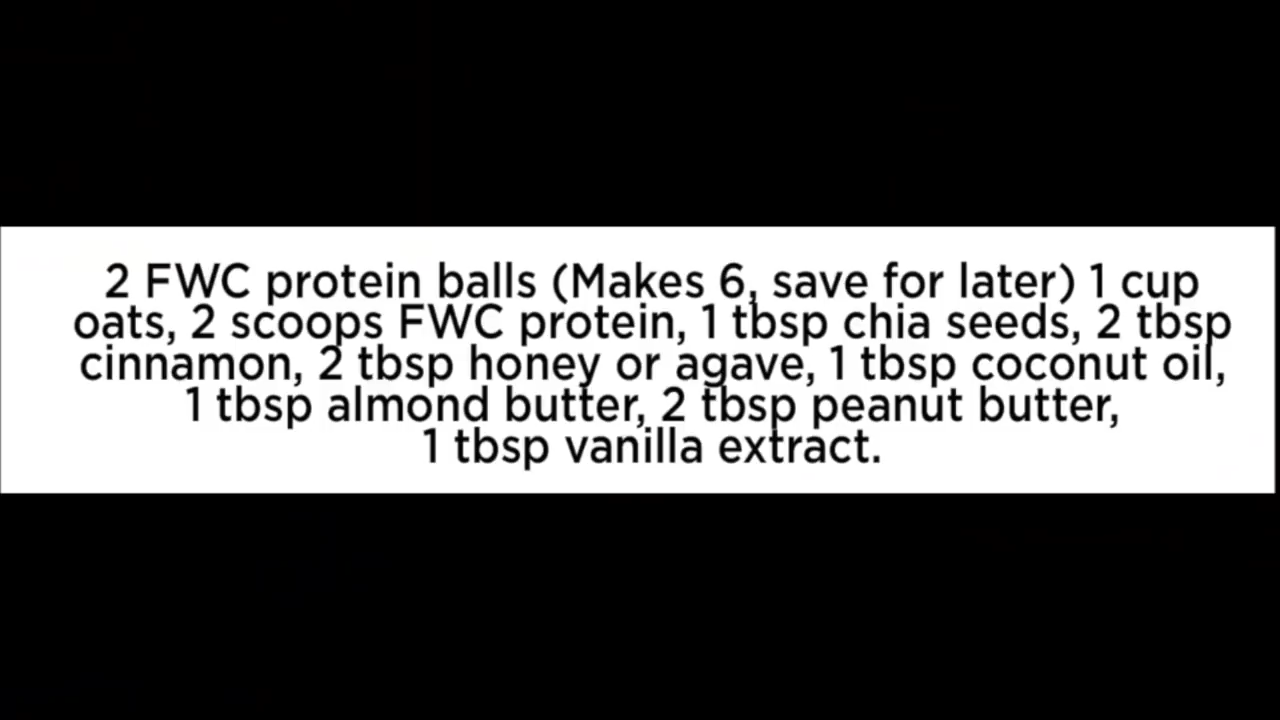 2 FWC protein balls (Makes 6, save for later) 1 cup
oats, 2 scoops FWC protein, 1 tbsp chia seeds, 2 tbsp
cinnamon, 2 tbsp honey or agave, 1 tbsp coconut oil,
1 tbsp almond butter, 2 tbsp peanut butter,
1 tbsp vanilla extract.